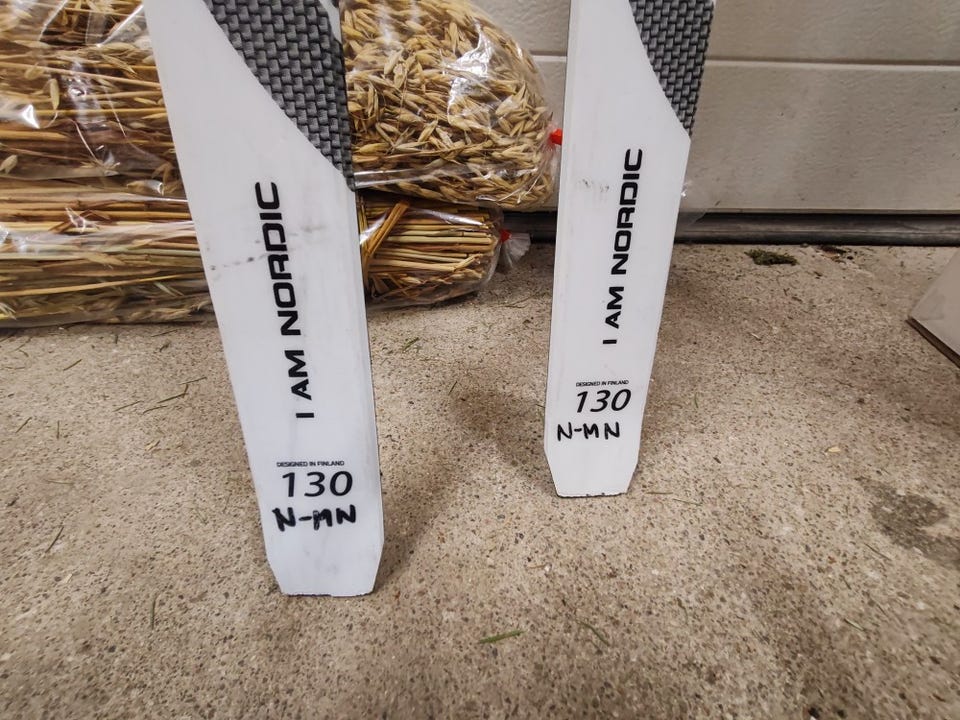 I AM NORDIC
DESIGNED IN FINLAND
130
N-MN
I AM NORDIC
DESIGNED IN FINLAND
130
N-MN